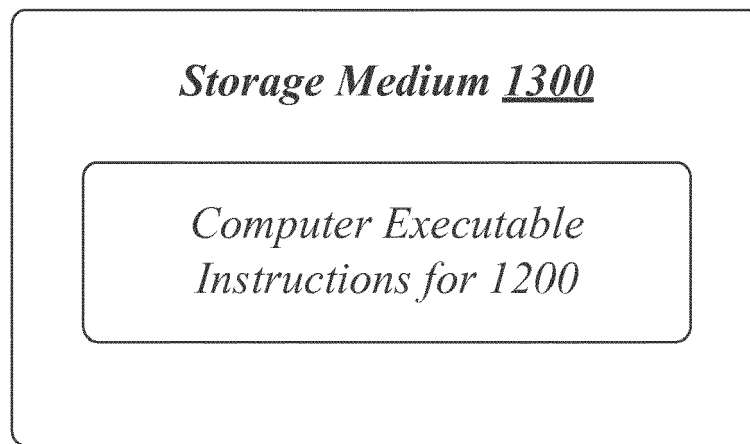 Storage Medium 1300
Computer Executable
Instructions for 1200